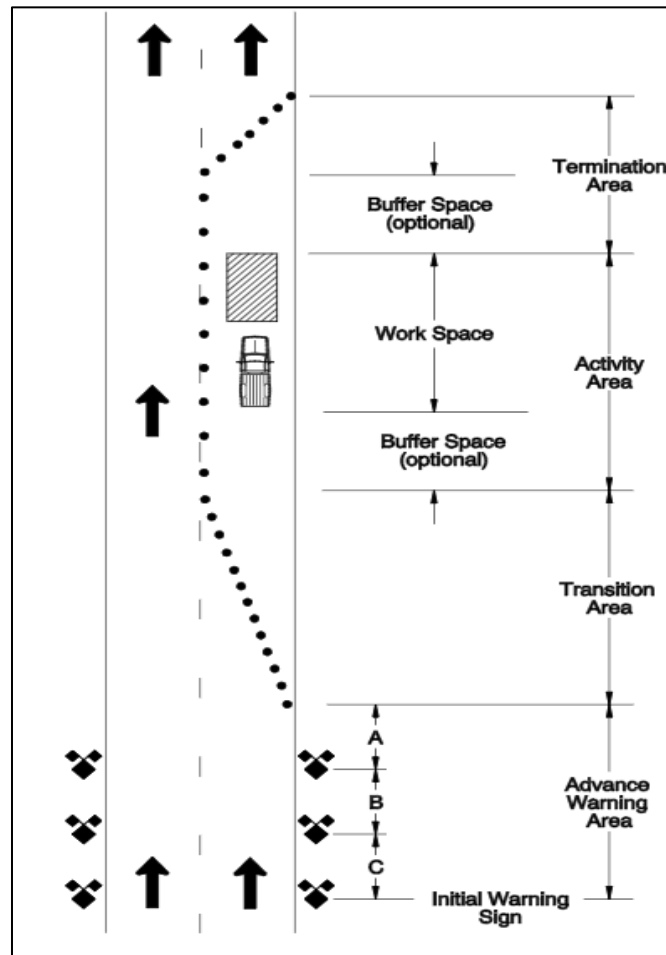 Termination
Area
Buffer Space
(optional)
Work Space
Activity
Area
Buffer Space
(optional)
Transition
Area
A
B
C
Advance
Warning
Area
Initial Warning
Sign